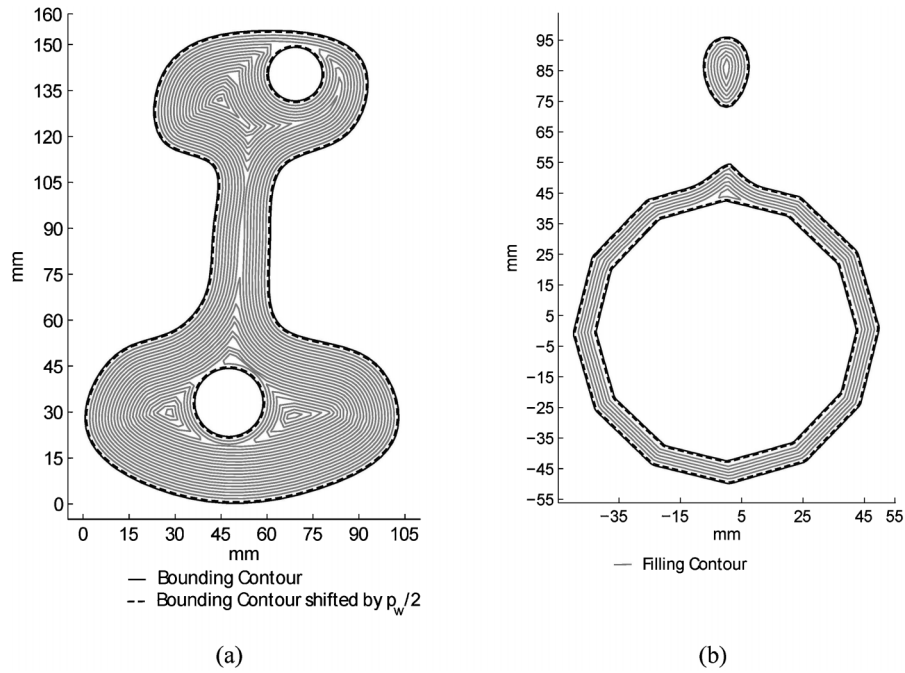 160
150
135
120
105
90
75
60
45
30
15
0
mm
0 15 30 45 60 75 90 105
mm
— Bounding Contour
-- Bounding Contour shifted by p_w/2
(a)
95
85
75
65
55
45
35
25
15
5
−5
−15
−25
−35
−45
−55
mm
−35 −15 5 25 45 55
mm
— Filling Contour
(b)